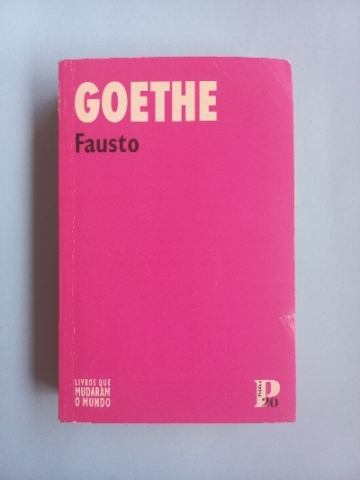 GOETHE
Fausto
LIVROS QUE
MUDARAM
O MUNDO
P
20